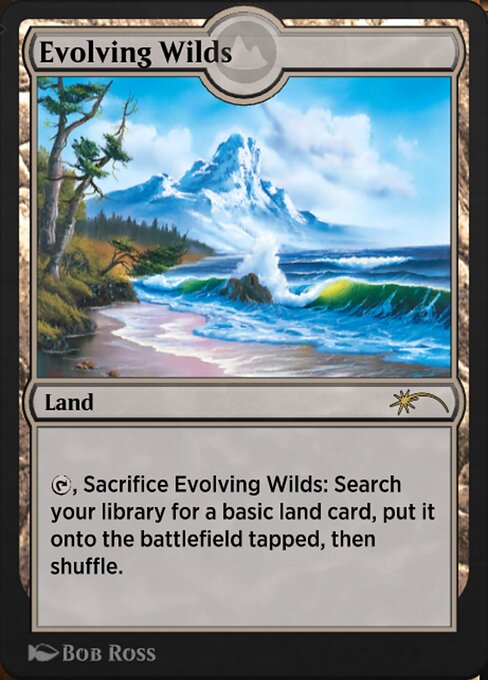 Evolving Wilds
Land
, Sacrifice Evolving Wilds: Search
your library for a basic land card, put it
onto the battlefield tapped, then
shuffle.
Bob Ross